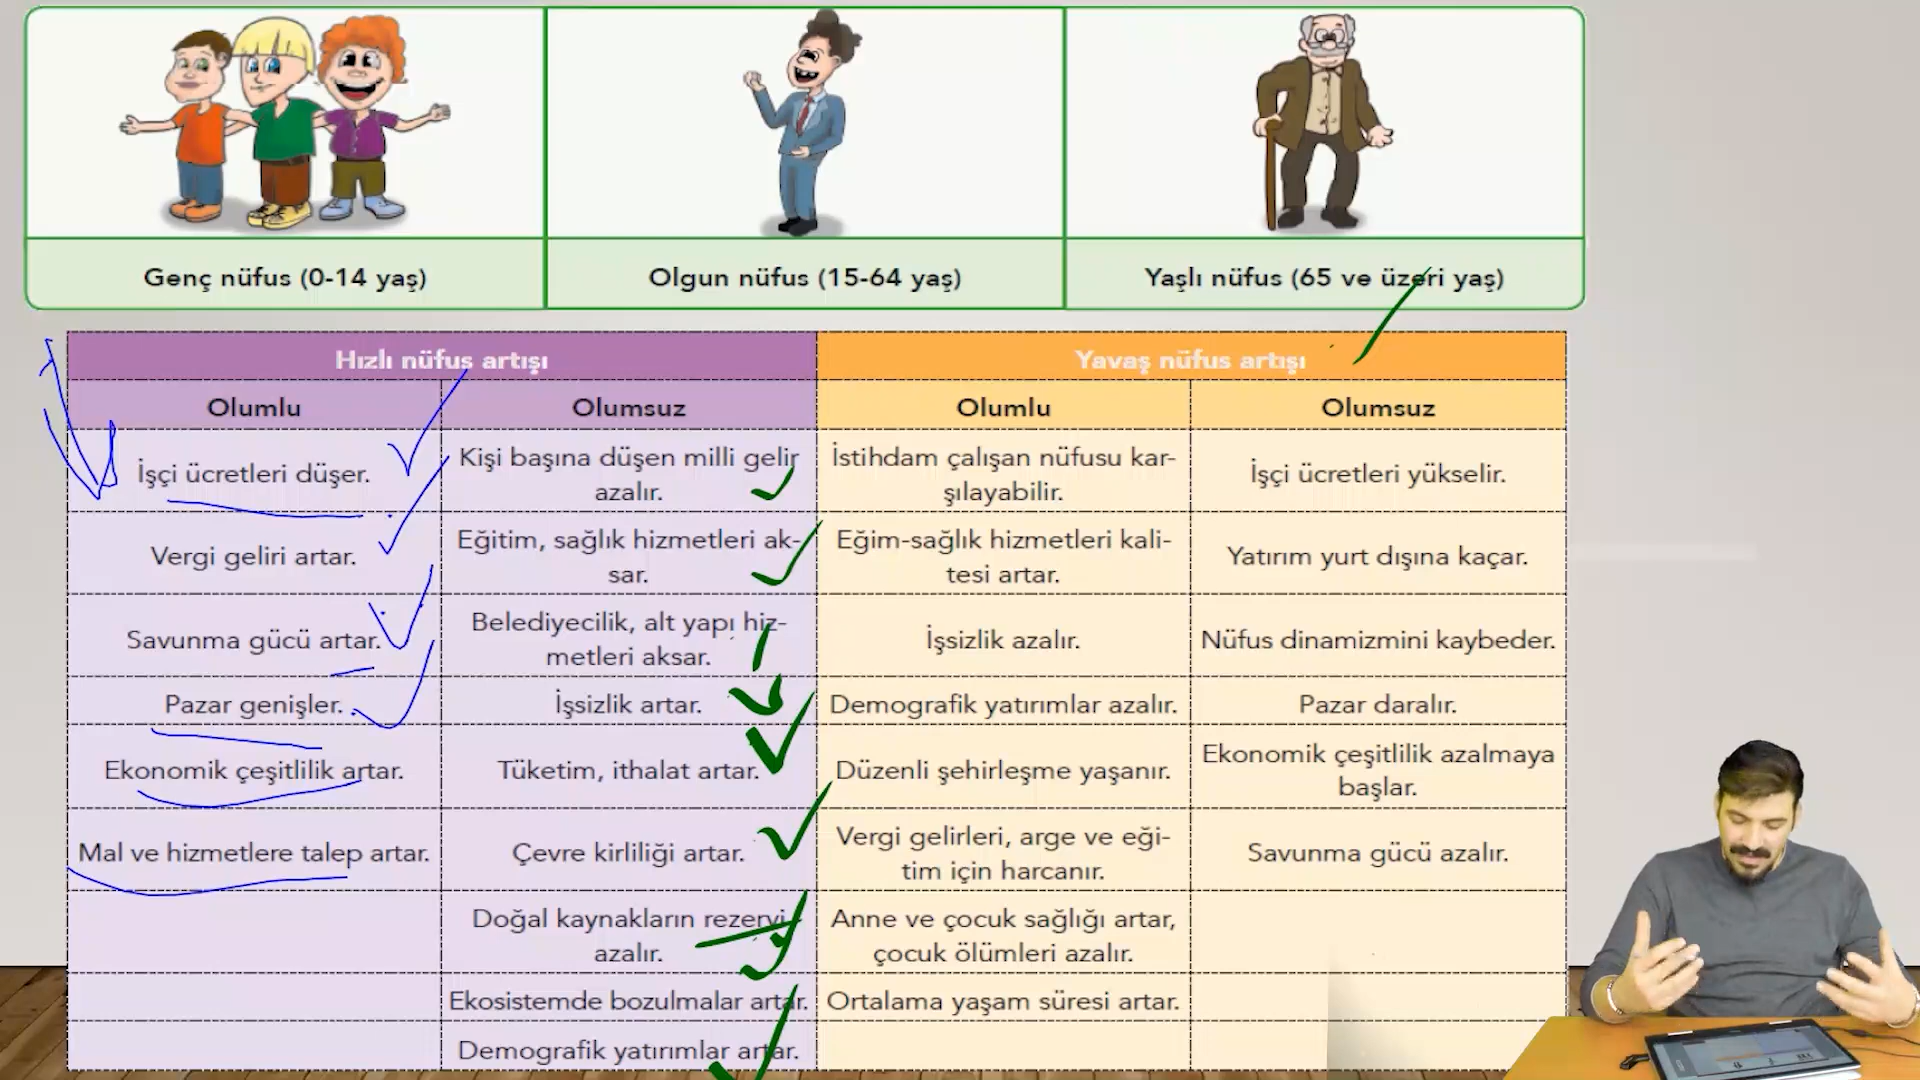 Genç nüfus (0-14 yaş)
Olgun nüfus (15-64 yaş)
Yaşlı nüfus (65 ve üzeri yaş)
Hızlı nüfus artışı
Yavaş nüfus artışı
Olumlu
Olumsuz
Olumlu
Olumsuz
İşçi ücretleri düşer.
Kişi başına düşen milli gelir
azalır.
İstihdam çalışan nüfusu kar-
şılayabilir.
İşçi ücretleri yükselir.
Vergi geliri artar.
Eğitim, sağlık hizmetleri ak-
sar.
Eğim-sağlık hizmetleri kali-
tesi artar.
Yatırım yurt dışına kaçar.
Savunma gücü artar.
Belediyecilik, alt yapı hiz-
metleri aksar.
İşsizlik azalır.
Nüfus dinamizmini kaybeder.
Pazar genişler.
İşsizlik artar.
Demografik yatırımlar azalır.
Pazar daralır.
Ekonomik çeşitlilik artar.
Tüketim, ithalat artar.
Düzenli şehirleşme yaşanır.
Ekonomik çeşitlilik azalmaya
başlar.
Mal ve hizmetlere talep artar.
Çevre kirliliği artar.
Vergi gelirleri, arge ve eği-
tim için harcanır.
Savunma gücü azalır.
Doğal kaynakların rezervi
azalır.
Anne ve çocuk sağlığı artar,
çocuk ölümleri azalır.
Ekosistemde bozulmalar artar.
Ortalama yaşam süresi artar.
Demografik yatırımlar artar.